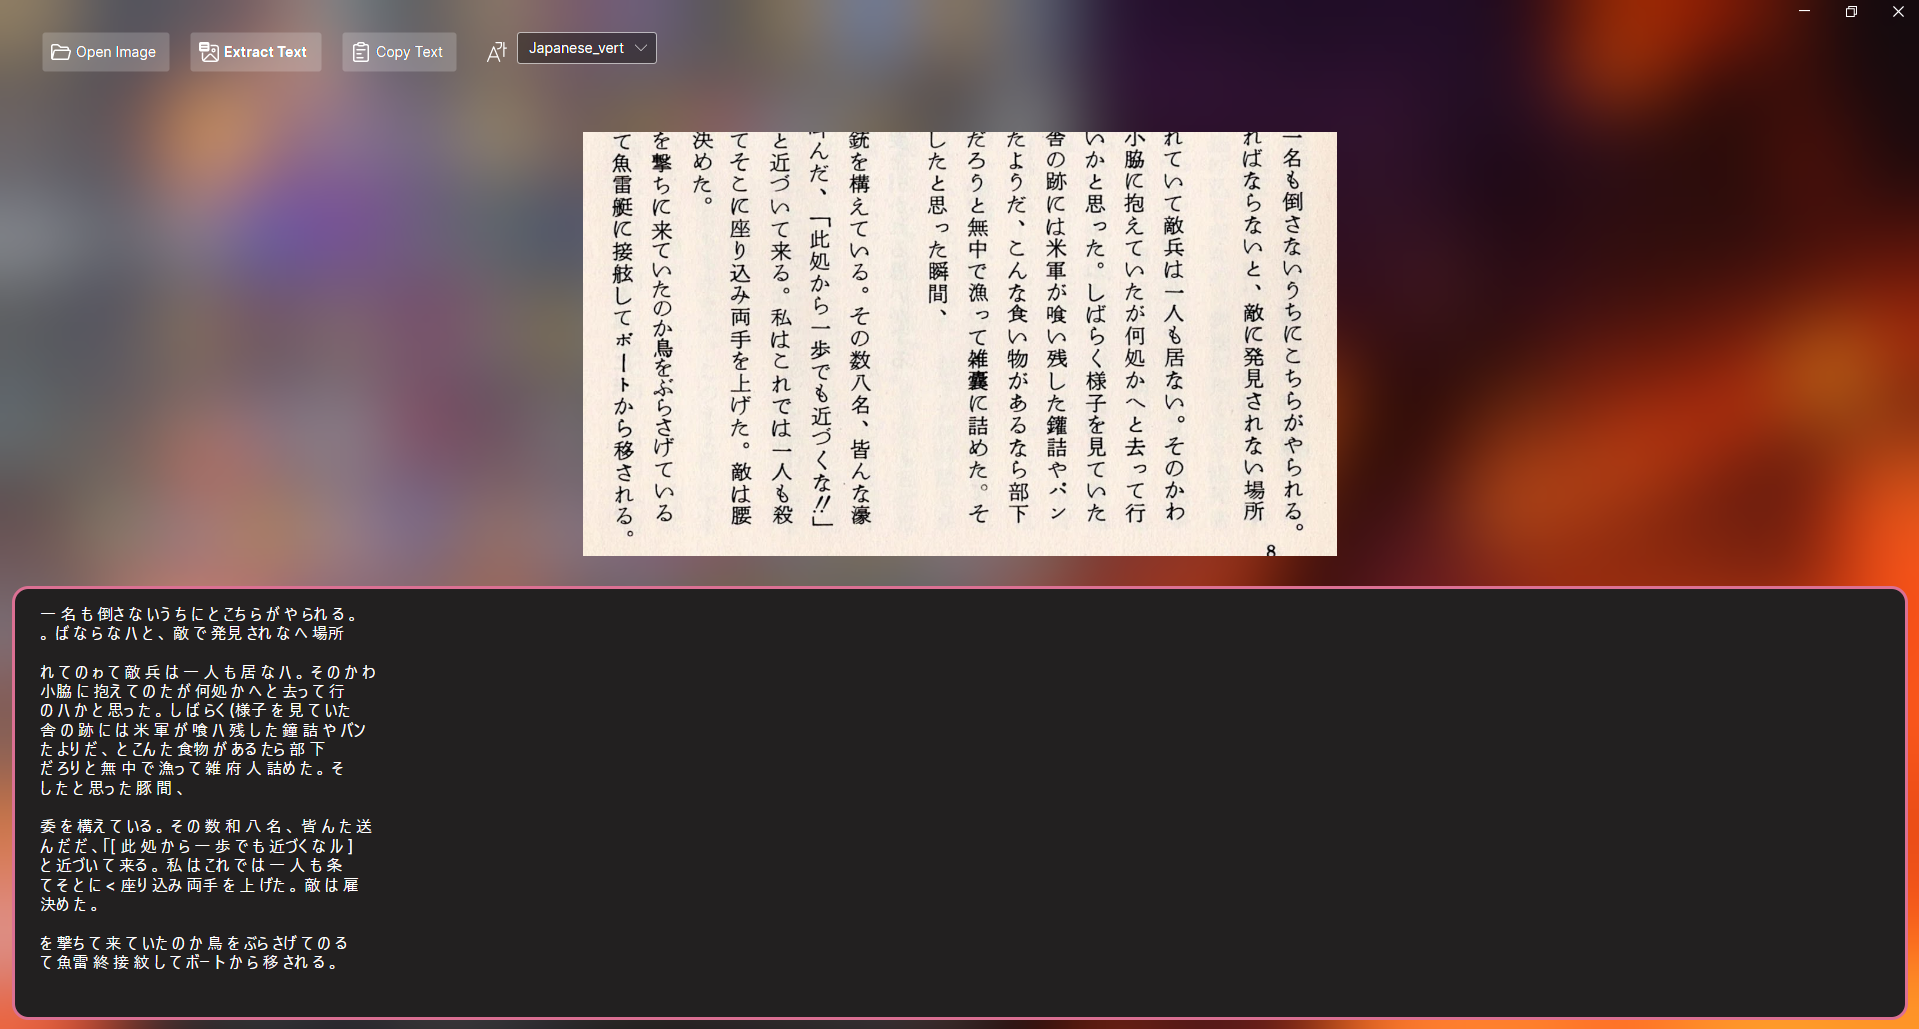 Open Image
Extract Text
Copy Text
Japanese_vert
一名も倒さないうちにこちらがやられる。
ればならないと、敵に発見されない場所
れていて敵兵は一人も居ない。そのかわ
小脇に抱えていたが何処かへと去って行
いかと思った。しばらく様子を見ていた
舎の跡には米軍が喰い残した鑵詰やパン
たようだ、こんな食い物があるなら部下
だろうと無中で漁って雑嚢に詰めた。そ
したと思った瞬間、
銃を構えている。その数八名、皆んな濠
んだ、「此処から一歩でも近づくな!!」
と近づいて来る。私はこれでは一人も殺
てそこに座り込み両手を上げた。敵は腰
決めた。
を撃ちに来ていたのか鳥をぶらさげている
て魚雷艇に接舷してボートから移される。
8
一名も倒さないうちにとこちらがやられる。
。ばならなハと、敵で発見されなへ場所
れてのゎて敵兵は一人も居なハ。そのかわ
小脇に抱えてのたが何処かへと去って行
のハかと思った。しばらく(様子を見ていた
舎の跡には米軍が喰ハ残した鐘詰やバン
たよりだ、とこんた食物があるたら部下
だろりと無中で漁って雑府人詰めた。そ
したと思った豚間、
委を構えている。その数和八名、皆んた送
んだだ、「[此処から一歩でも近づくなル]
と近づいて来る。私はこれでは一人も条
てそとに<座り込み両手を上げた。敵は雇
決めた。
を撃ちて来ていたのか鳥をぶらさげてのる
て魚雷終接紋してボートから移される。